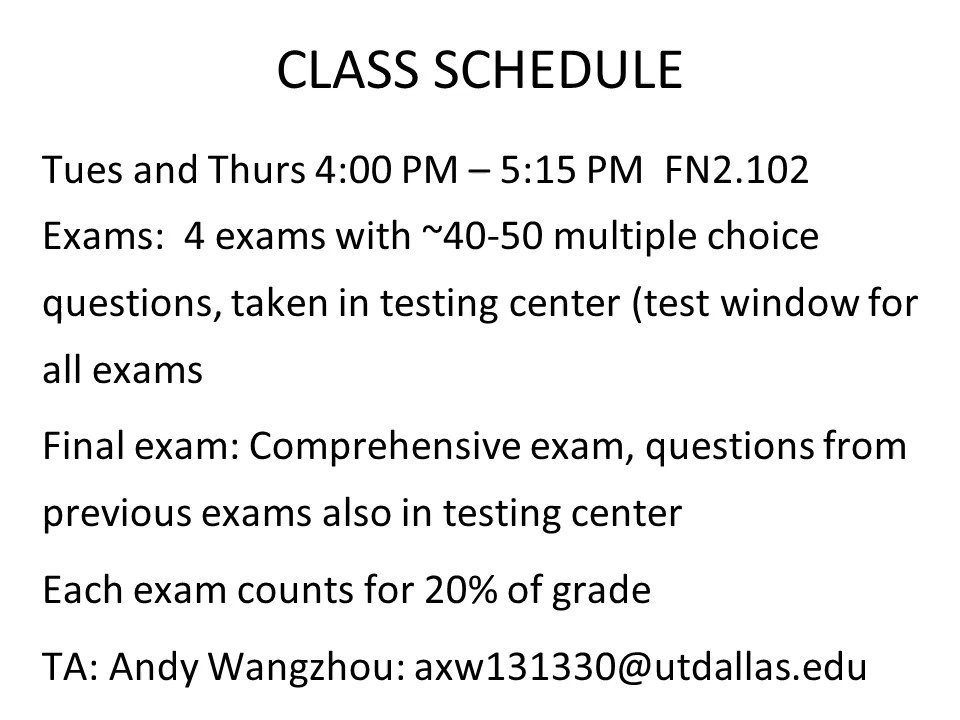 CLASS SCHEDULE
Tues and Thurs 4:00 PM – 5:15 PM  FN2.102
Exams:  4 exams with ~40-50 multiple choice
questions, taken in testing center (test window for
all exams
Final exam: Comprehensive exam, questions from
previous exams also in testing center
Each exam counts for 20% of grade
TA: Andy Wangzhou: axw131330@utdallas.edu